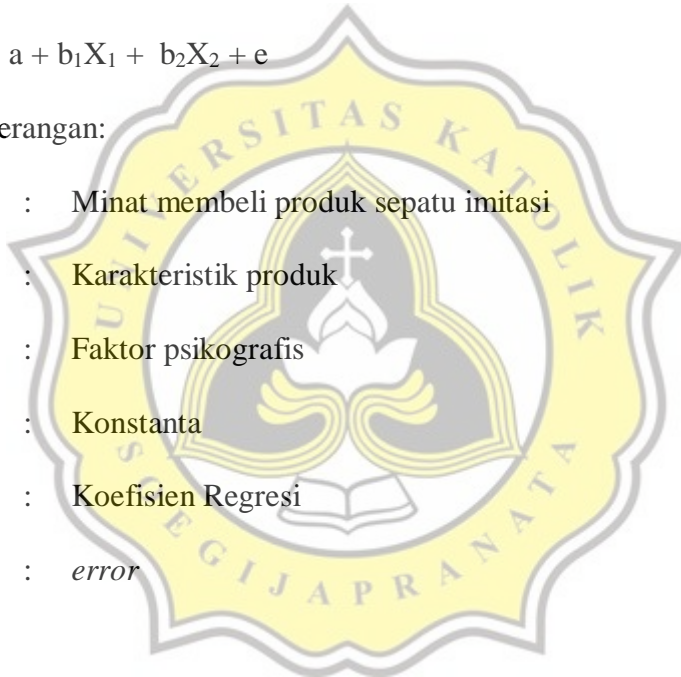 a + b₁X₁ + b₂X₂ + e
erangan:
: Minat membeli produk sepatu imitasi
: Karakteristik produk
: Faktor psikografis
: Konstanta
: Koefisien Regresi
: error
UNIVERSITAS KATOLIK
SOEGIJAPRANATA